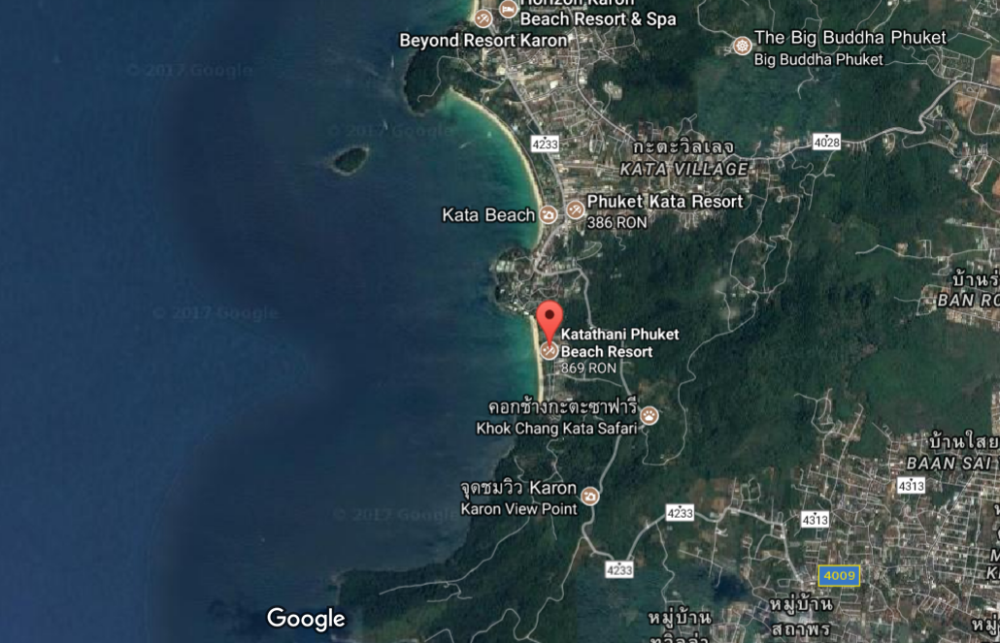 Horizon Karon
Beach Resort & Spa
Beyond Resort Karon
The Big Buddha Phuket
Big Buddha Phuket
© 2017 Google
© 2017 Google
4233
กะตะวิลเลจ
KATA VILLAGE
4028
Kata Beach
Phuket Kata Resort
386 RON
บ้านร่
BAN RO
© 2017 Google
Katathani Phuket
Beach Resort
869 RON
คอกช้างกะตะซาฟารี
Khok Chang Kata Safari
บ้านใสย
BAAN SAI
4313
จุดชมวิว Karon
Karon View Point
© 2017 Google
4233
4313
4233
4009
Google
หมู่บ้าน
หมู่บ้าน
สถาพร
หมู่